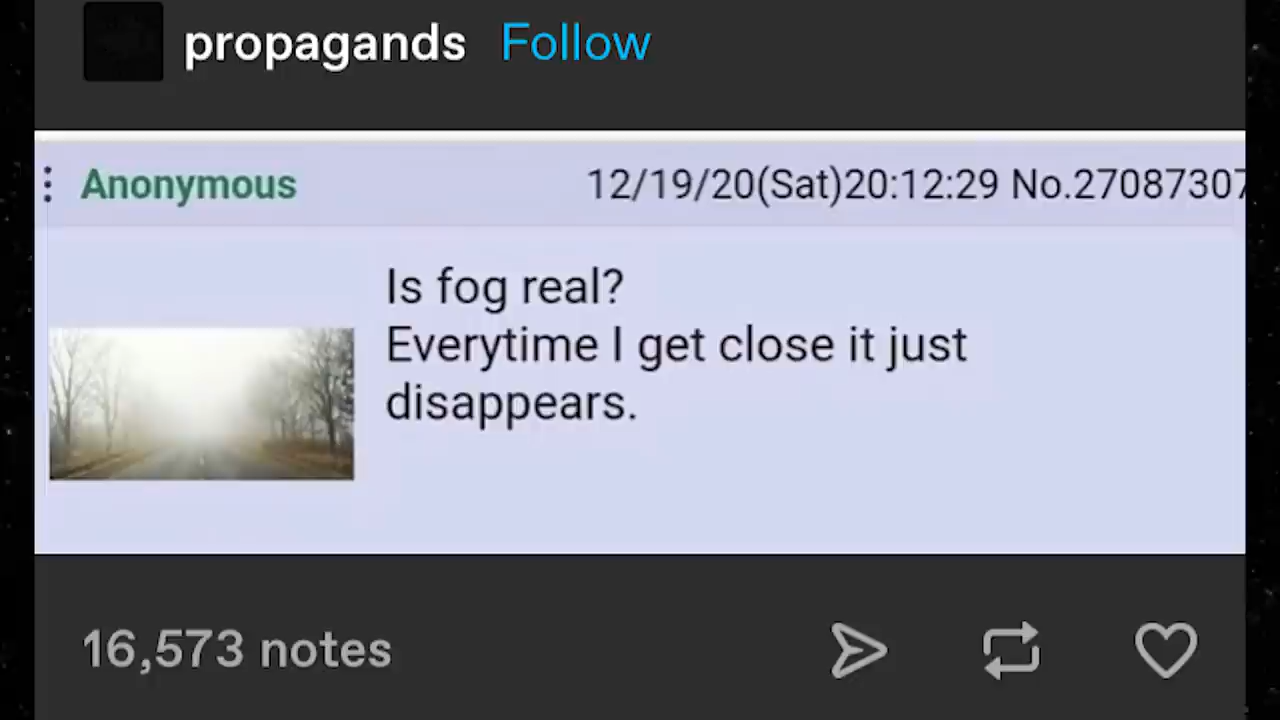 propagands Follow
Anonymous 12/19/20(Sat)20:12:29 No.27087307
Is fog real?
Everytime I get close it just
disappears.
16,573 notes